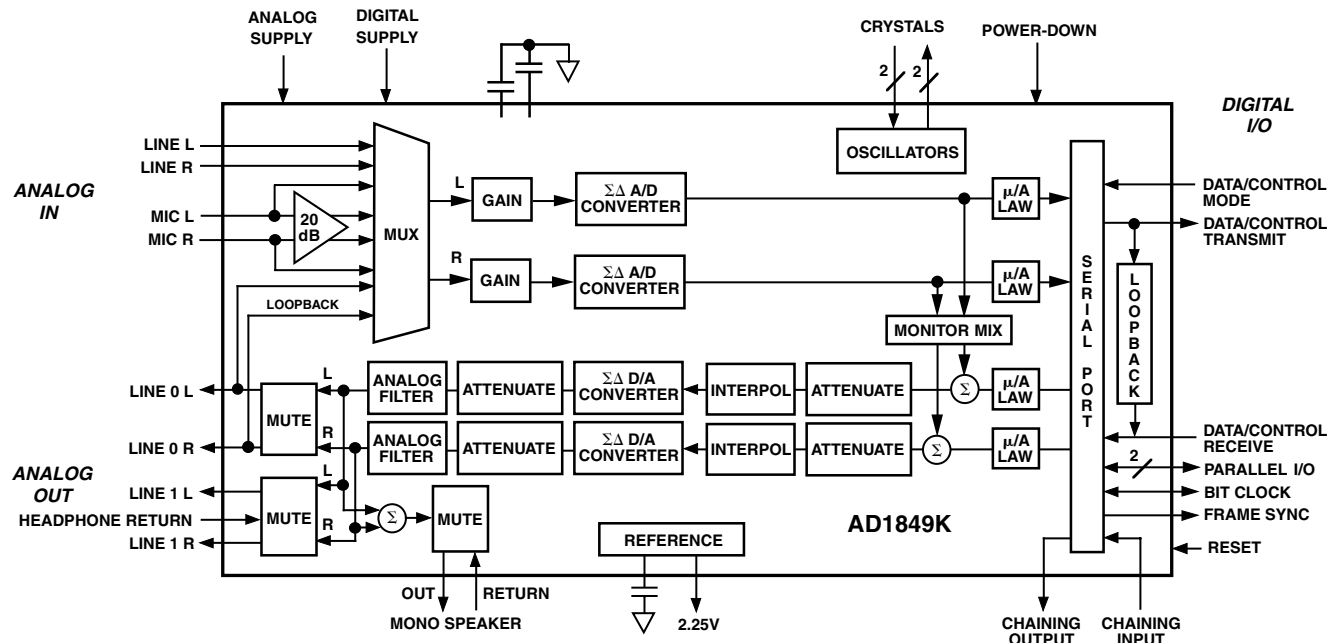 ANALOG
SUPPLY
DIGITAL
SUPPLY
CRYSTALS
POWER-DOWN
2
2
DIGITAL
I/O
OSCILLATORS
ANALOG
IN
LINE L
LINE R
MIC L
MIC R
20
dB
MUX
LOOPBACK
L
GAIN
ΣΔ A/D
CONVERTER
μ/A
LAW
R
GAIN
ΣΔ A/D
CONVERTER
μ/A
LAW
MONITOR MIX
SERIAL PORT
LOOPBACK
DATA/CONTROL
MODE
DATA/CONTROL
TRANSMIT
LINE 0 L
LINE 0 R
MUTE
L
R
ANALOG
FILTER
ATTENUATE
ΣΔ D/A
CONVERTER
INTERPOL
ATTENUATE
Σ
μ/A
LAW
ANALOG
FILTER
ATTENUATE
ΣΔ D/A
CONVERTER
INTERPOL
ATTENUATE
Σ
μ/A
LAW
DATA/CONTROL
RECEIVE
2
PARALLEL I/O
BIT CLOCK
FRAME SYNC
RESET
ANALOG
OUT
LINE 1 L
HEADPHONE RETURN
LINE 1 R
MUTE
L
R
Σ
MUTE
REFERENCE
AD1849K
OUT
RETURN
MONO SPEAKER
2.25V
CHAINING
OUTPUT
CHAINING
INPUT